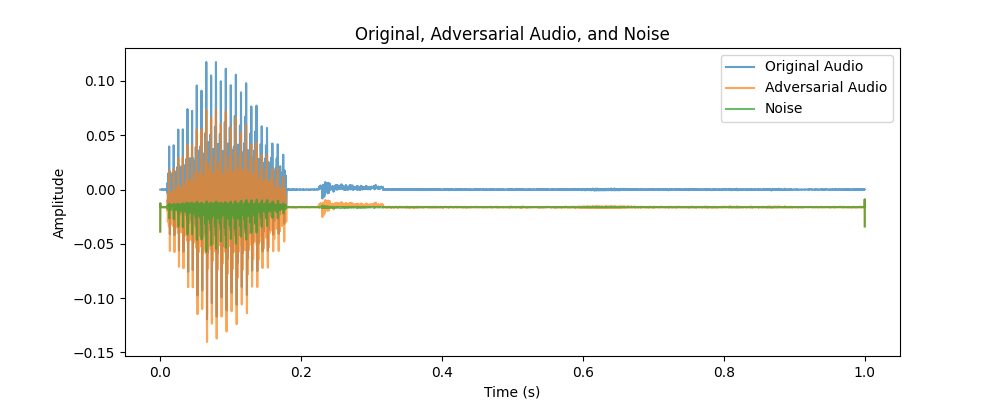 Original, Adversarial Audio, and Noise
Original Audio
Adversarial Audio
Noise
0.10
0.05
0.00
−0.05
−0.10
−0.15
Amplitude
0.0 0.2 0.4 0.6 0.8 1.0
Time (s)